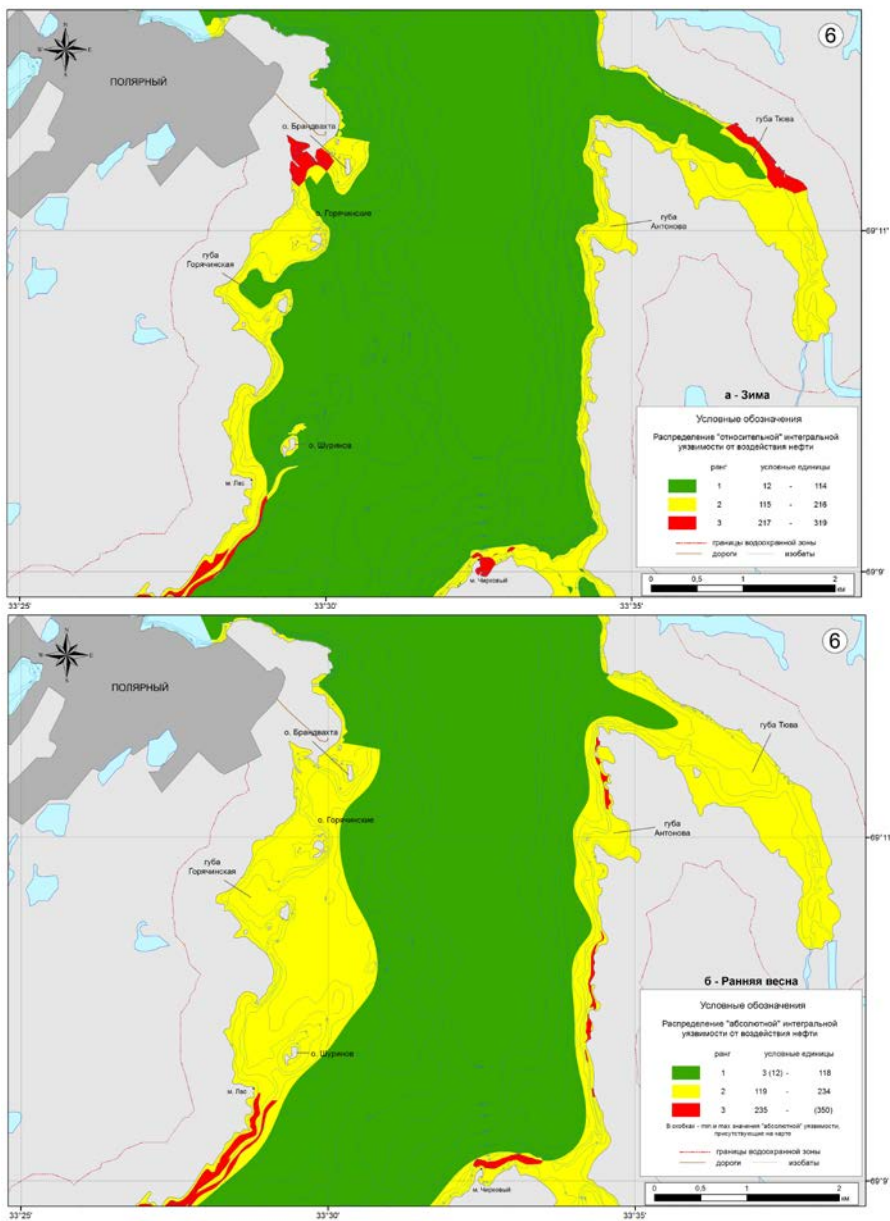 6
N
W
E
S
ПОЛЯРНЫЙ
о. Брандвахта
губа Тюва
о. Горячинские
губа
Антонова
69°11'
губа
Горячинская
о. Шуринов
м. Лас
м. Чирковый
а - Зима
Условные обозначения
Распределение "относительной" интегральной
уязвимости от воздействия нефти
ранг условные единицы
1 12 - 114
2 115 - 216
3 217 - 319
границы водоохранной зоны
дороги изобаты
0 0,5 1 2
км
69°9'
33°25' 33°30' 33°35'
6
N
W
E
S
ПОЛЯРНЫЙ
о. Брандвахта
губа Тюва
о. Горячинские
губа
Антонова
69°11'
губа
Горячинская
о. Шуринов
м. Лас
м. Чирковый
б - Ранняя весна
Условные обозначения
Распределение "абсолютной" интегральной
уязвимости от воздействия нефти
ранг условные единицы
1 3 (12) - 118
2 119 - 234
3 235 - (350)
В скобках - min и max значения "абсолютной" уязвимости,
присутствующие на карте
границы водоохранной зоны
дороги изобаты
0 0,5 1 2
км
69°9'
33°25' 33°30' 33°35'